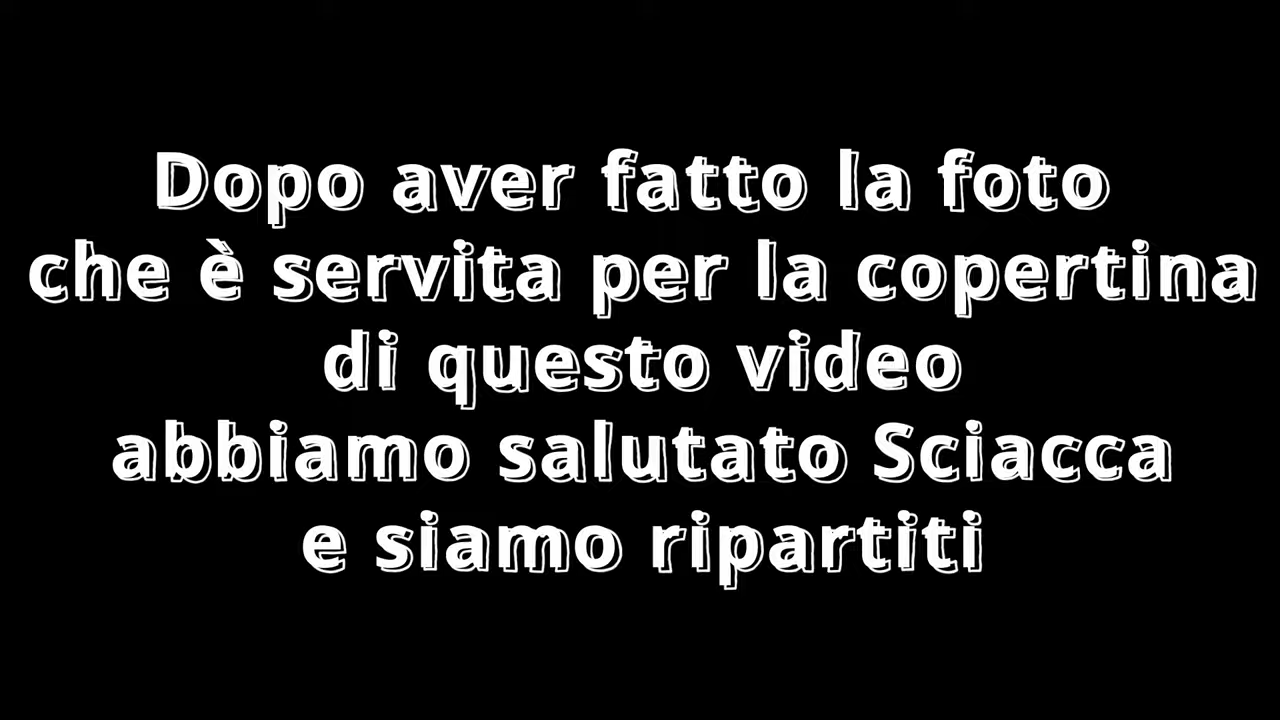 Dopo aver fatto la foto
che è servita per la copertina
di questo video
abbiamo salutato Sciacca
e siamo ripartiti